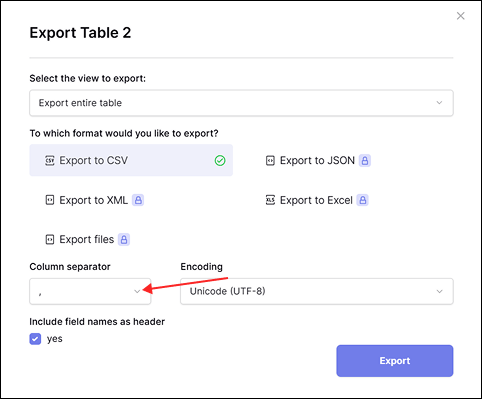 Export Table 2
Select the view to export:
Export entire table
To which format would you like to export?
CSV Export to CSV
Export to JSON
Export to XML
XLS Export to Excel
Export files
Column separator
Encoding
,
Unicode (UTF-8)
Include field names as header
yes
Export